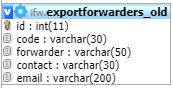 v ifw.exportforwarders_old
id : int(11)
code : varchar(30)
forwarder : varchar(50)
contact : varchar(30)
email : varchar(200)